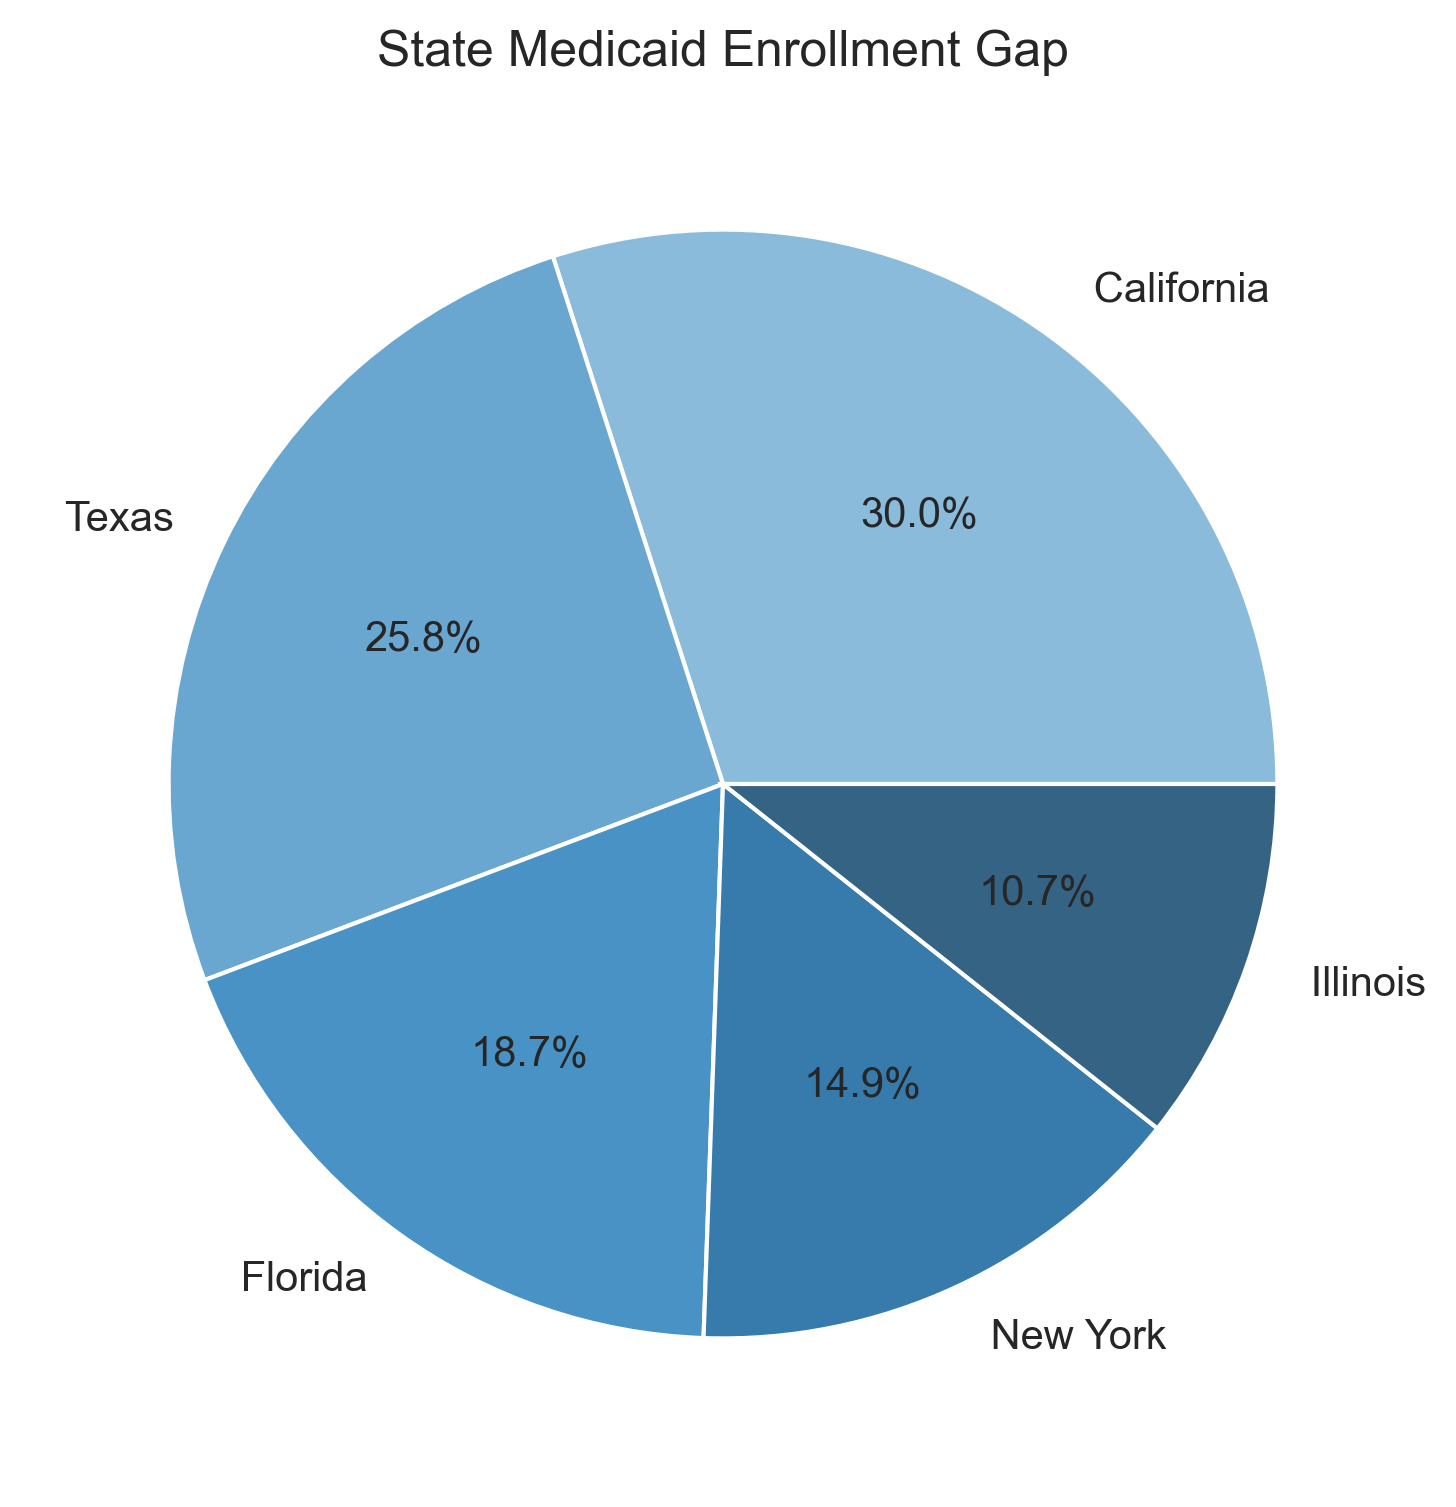 State Medicaid Enrollment Gap
California
30.0%
Texas
25.8%
10.7%
Illinois
18.7%
14.9%
Florida
New York